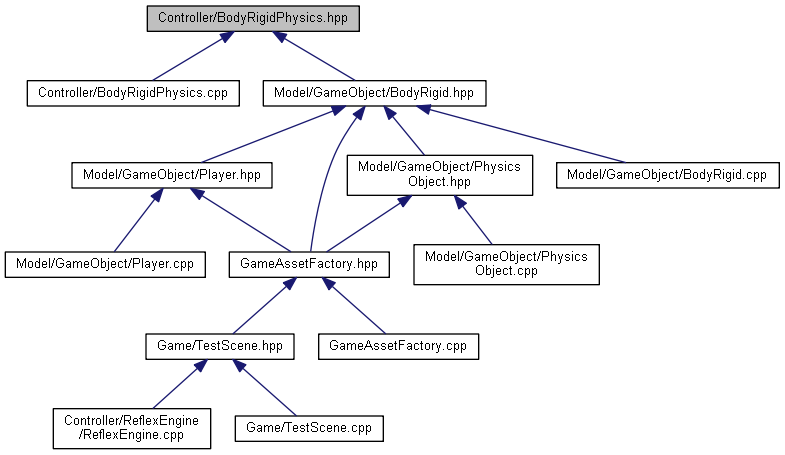 Controller/BodyRigidPhysics.hpp
Controller/BodyRigidPhysics.cpp
Model/GameObject/BodyRigid.hpp
Model/GameObject/Player.hpp
Model/GameObject/Physics
Object.hpp
Model/GameObject/BodyRigid.cpp
Model/GameObject/Player.cpp
GameAssetFactory.hpp
Model/GameObject/Physics
Object.cpp
Game/TestScene.hpp
GameAssetFactory.cpp
Controller/ReflexEngine
/ReflexEngine.cpp
Game/TestScene.cpp